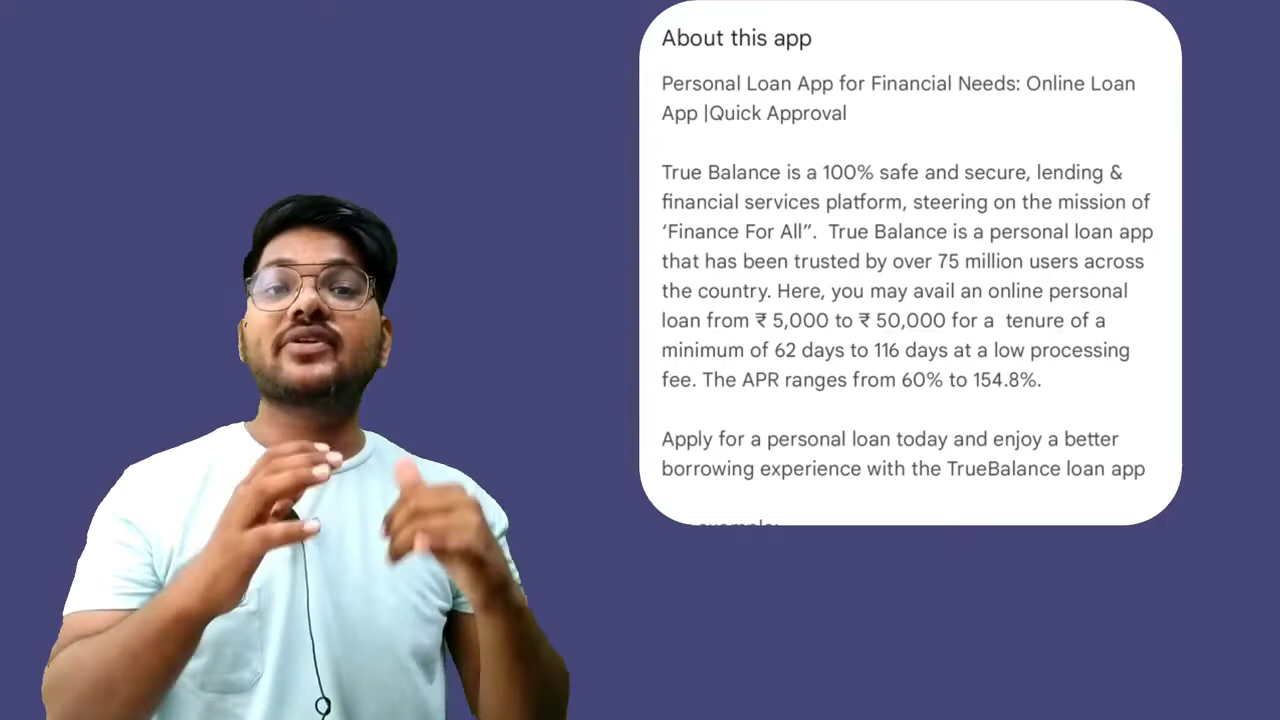 About this app
Personal Loan App for Financial Needs: Online Loan
App |Quick Approval
True Balance is a 100% safe and secure, lending &
financial services platform, steering on the mission of
‘Finance For All”.  True Balance is a personal loan app
that has been trusted by over 75 million users across
the country. Here, you may avail an online personal
loan from ₹ 5,000 to ₹ 50,000 for a  tenure of a
minimum of 62 days to 116 days at a low processing
fee. The APR ranges from 60% to 154.8%.
Apply for a personal loan today and enjoy a better
borrowing experience with the TrueBalance loan app